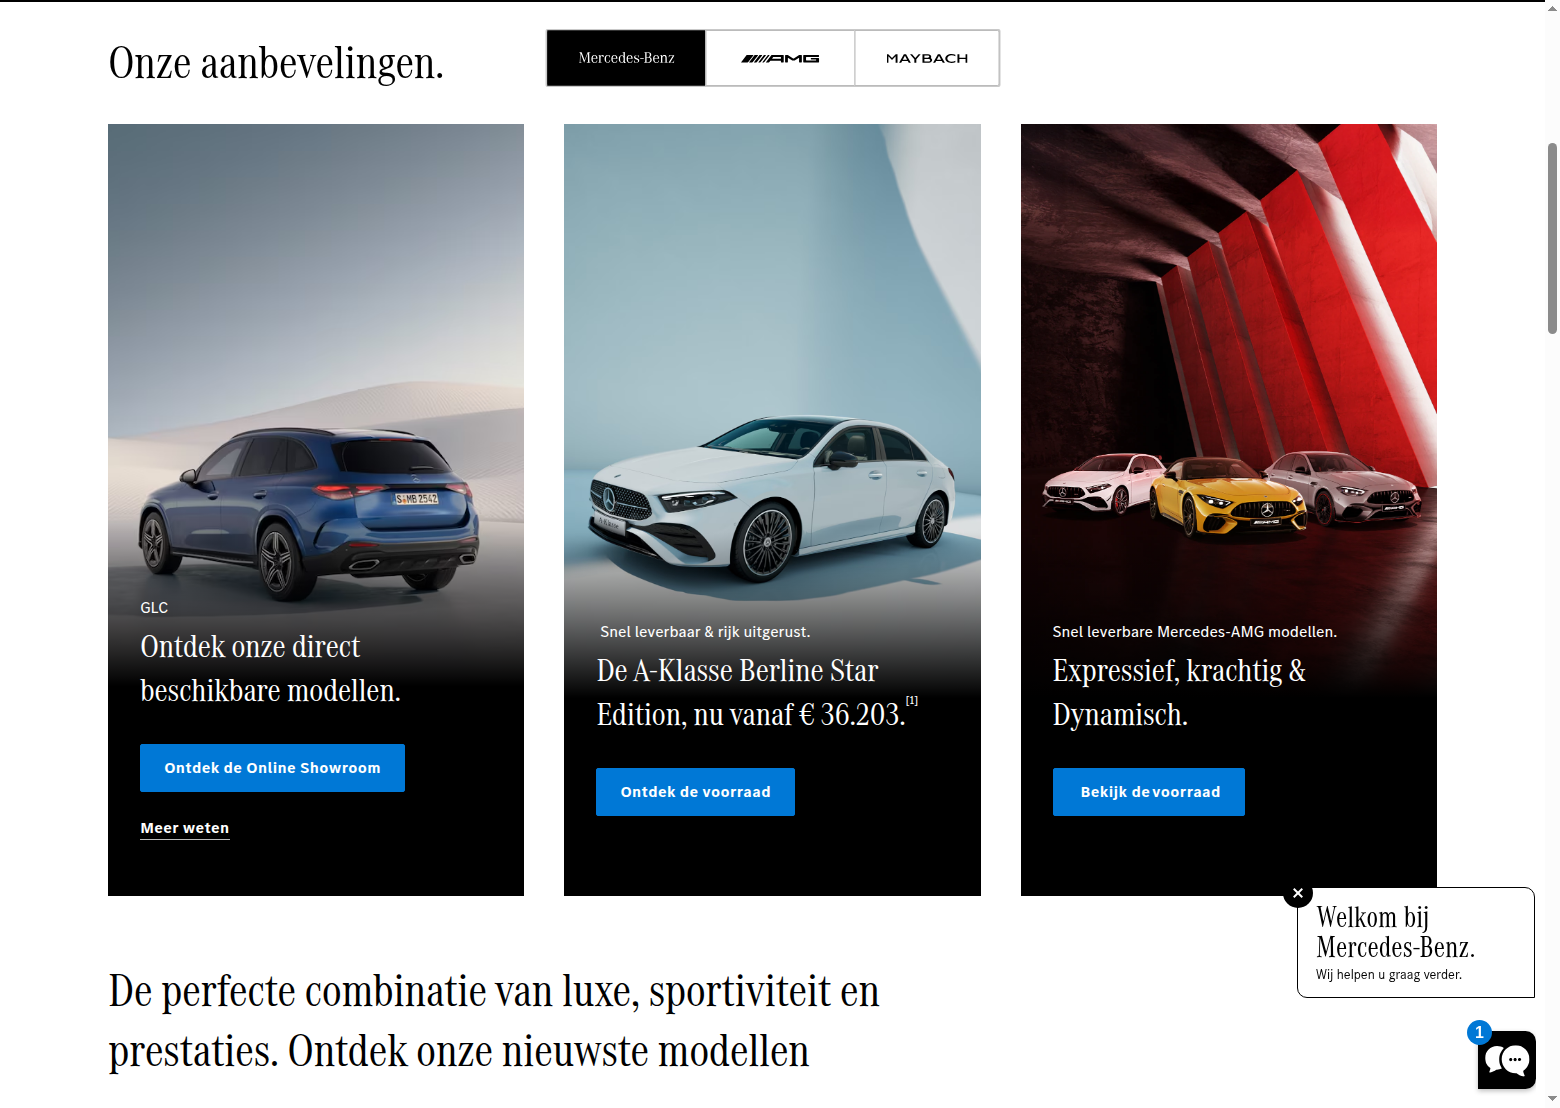 Onze aanbevelingen.
Mercedes-Benz
AMG
MAYBACH
S MB 2542
GLC
Ontdek onze direct
beschikbare modellen.
Ontdek de Online Showroom
Meer weten
A-Klasse
Snel leverbaar & rijk uitgerust.
De A-Klasse Berline Star
Edition, nu vanaf € 36.203.[1]
Ontdek de voorraad
AMG
Snel leverbare Mercedes-AMG modellen.
Expressief, krachtig &
Dynamisch.
Bekijk de voorraad
Welkom bij
Mercedes-Benz.
Wij helpen u graag verder.
De perfecte combinatie van luxe, sportiviteit en
prestaties. Ontdek onze nieuwste modellen
1